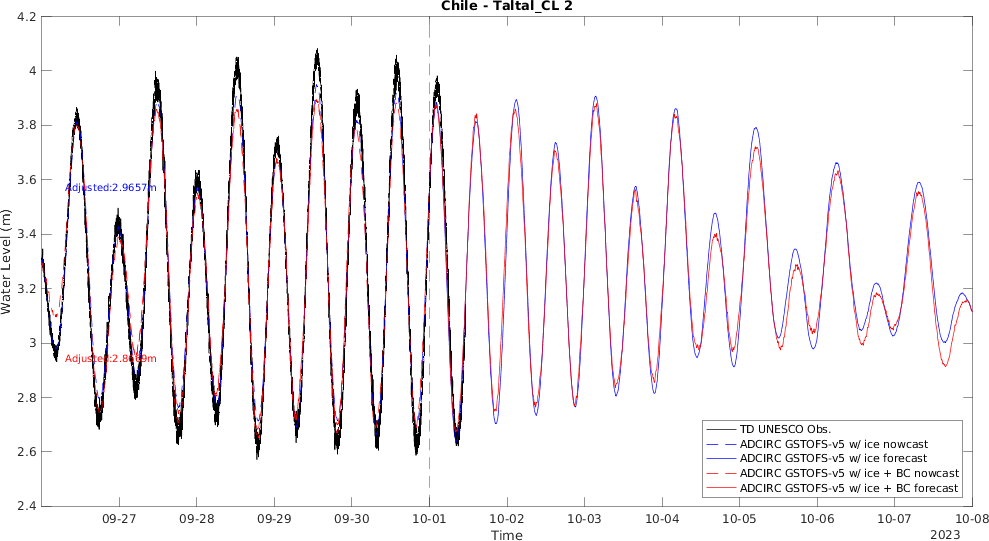 Chile - Taltal_CL 2
4.2
4
3.8
3.6
3.4
3.2
3
2.8
2.6
2.4
Water Level (m)
Adjusted:2.9657m
TD UNESCO Obs.
ADCIRC GSTOFS-v5 w/ ice nowcast
ADCIRC GSTOFS-v5 w/ ice forecast
ADCIRC GSTOFS-v5 w/ ice + BC nowcast
ADCIRC GSTOFS-v5 w/ ice + BC forecast
09-27 09-28 09-29 09-30 10-01 10-02 10-03 10-04 10-05 10-06 10-07 10-08
Time
2023